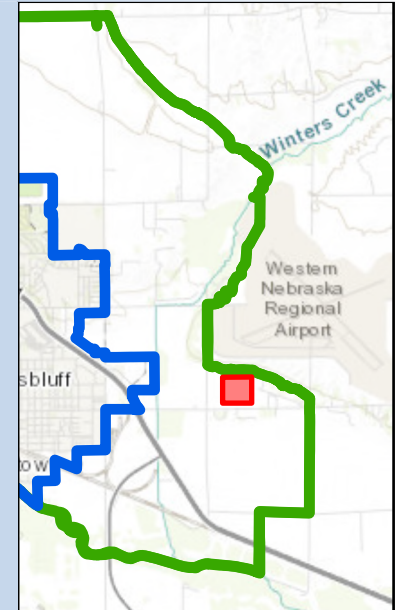 Winters Creek
Western
Nebraska
Regional
Airport
sbluff
tow